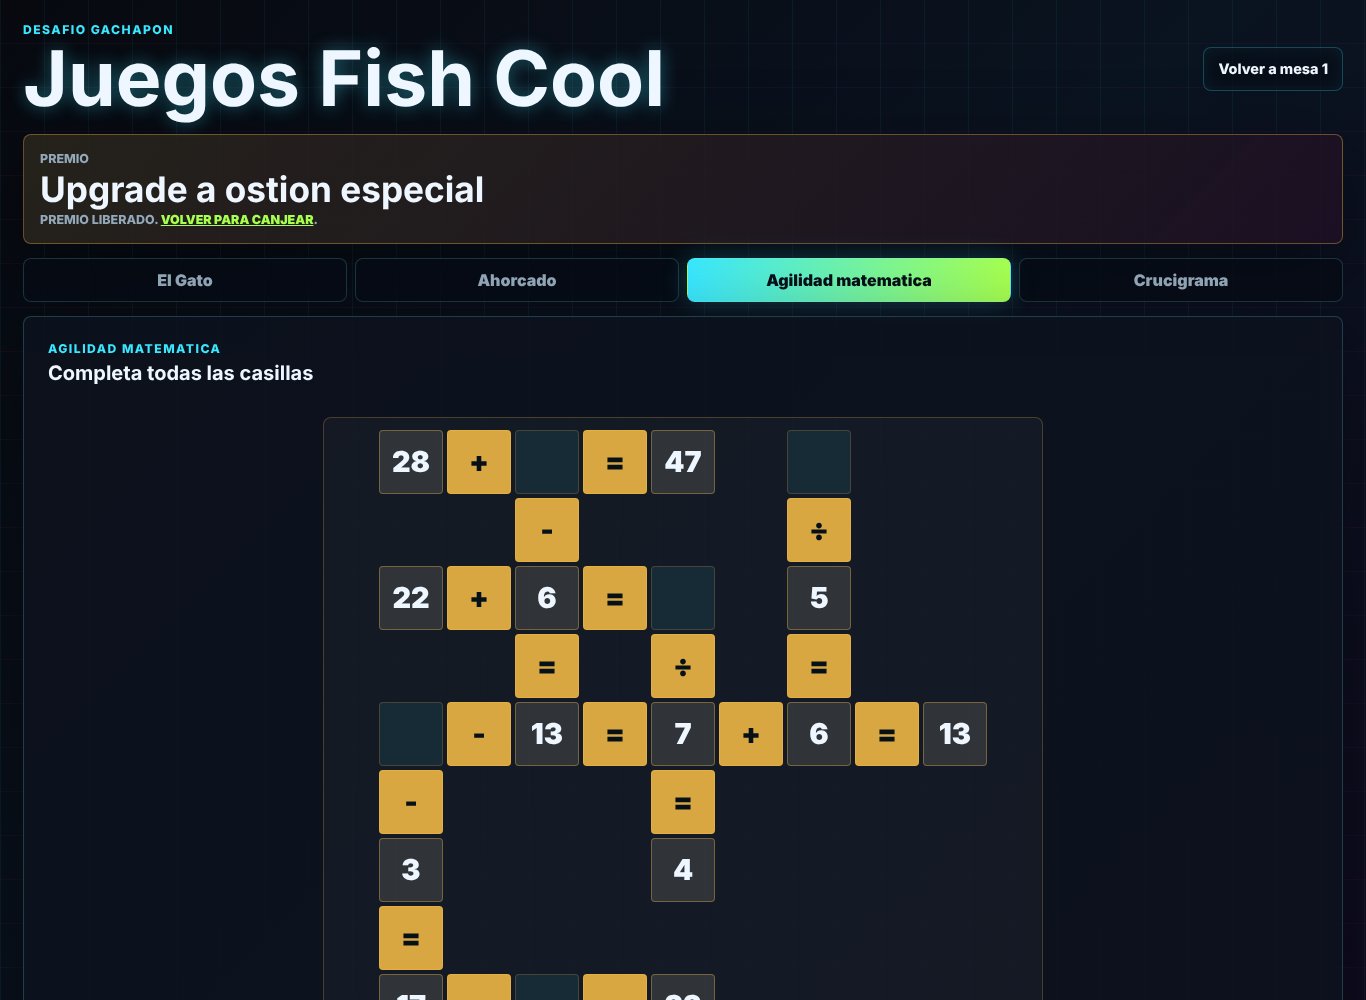 DESAFIO GACHAPON
Juegos Fish Cool
Volver a mesa 1
PREMIO
Upgrade a ostion especial
PREMIO LIBERADO. VOLVER PARA CANJEAR.
El Gato
Ahorcado
Agilidad matematica
Crucigrama
AGILIDAD MATEMATICA
Completa todas las casillas
28 + = 47
- ÷
22 + 6 = 5
= ÷ =
- 13 = 7 + 6 = 13
- =
3 4
=